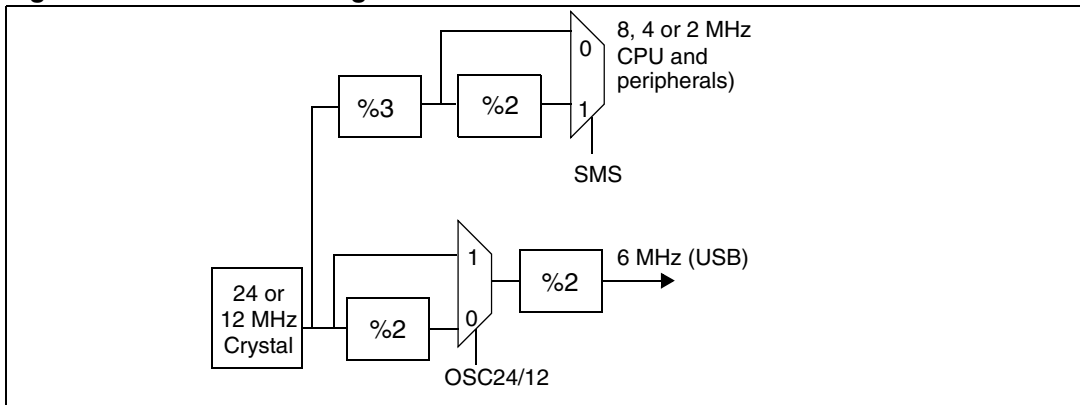 8, 4 or 2 MHz
CPU and
peripherals)
0
%3
%2
1
SMS
1
6 MHz (USB)
%2
24 or
12 MHz
Crystal
%2
0
OSC24/12